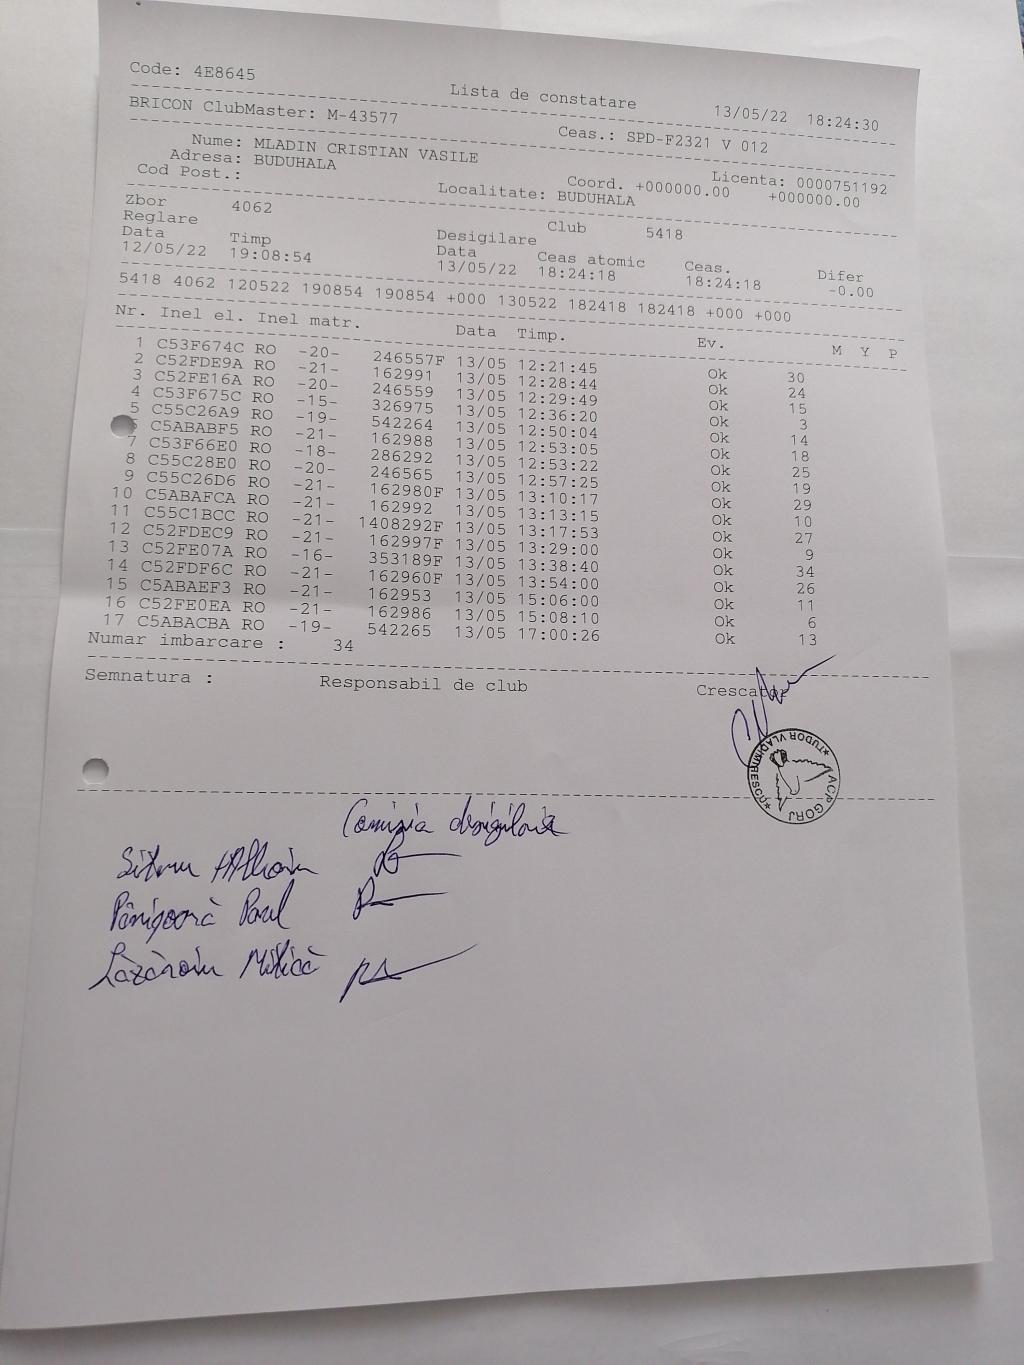 Code: 4E8645
Lista de constatare 13/05/22 18:24:30
BRICON ClubMaster: M-43577 Ceas.: SPD-F2321 V 012
Nume: MLADIN CRISTIAN VASILE Licenta: 0000751192
Adresa: BUDUHALA Coord. +000000.00 +000000.00
Cod Post.: Localitate: BUDUHALA
Zbor 4062 Club 5418
Reglare Desigilare
Data Timp Data Ceas atomic Ceas. Difer
12/05/22 19:08:54 13/05/22 18:24:18 18:24:18 -0.00
5418 4062 120522 190854 190854 +000 130522 182418 182418 +000 +000
Nr. Inel el. Inel matr. Data Timp. Ev. M Y P
1 C53F674C RO -20- 246557F 13/05 12:21:45 Ok 30
2 C52FDE9A RO -21- 162991 13/05 12:28:44 Ok 24
3 C52FE16A RO -20- 246559 13/05 12:29:49 Ok 15
4 C53F675C RO -15- 326975 13/05 12:36:20 Ok 3
5 C55C26A9 RO -19- 542264 13/05 12:50:04 Ok 14
6 C5ABABF5 RO -21- 162988 13/05 12:53:05 Ok 18
7 C53F66E0 RO -18- 286292 13/05 12:53:22 Ok 25
8 C55C28E0 RO -20- 246565 13/05 12:57:25 Ok 19
9 C55C26D6 RO -21- 162980F 13/05 13:10:17 Ok 29
10 C5ABAFCA RO -21- 162992 13/05 13:13:15 Ok 10
11 C55C1BCC RO -21- 1408292F 13/05 13:17:53 Ok 27
12 C52FDEC9 RO -21- 162997F 13/05 13:29:00 Ok 9
13 C52FE07A RO -16- 353189F 13/05 13:38:40 Ok 34
14 C52FDF6C RO -21- 162960F 13/05 13:54:00 Ok 26
15 C5ABAEF3 RO -21- 162953 13/05 15:06:00 Ok 11
16 C52FE0EA RO -21- 162986 13/05 15:08:10 Ok 6
17 C5ABACBA RO -19- 542265 13/05 17:00:26 Ok 13
Numar imbarcare : 34
Semnatura : Responsabil de club Crescator
*TUDOR VLADIMIRESCU* ACP GORJ
Comisia
Paul
Lăzăroiu Mitică